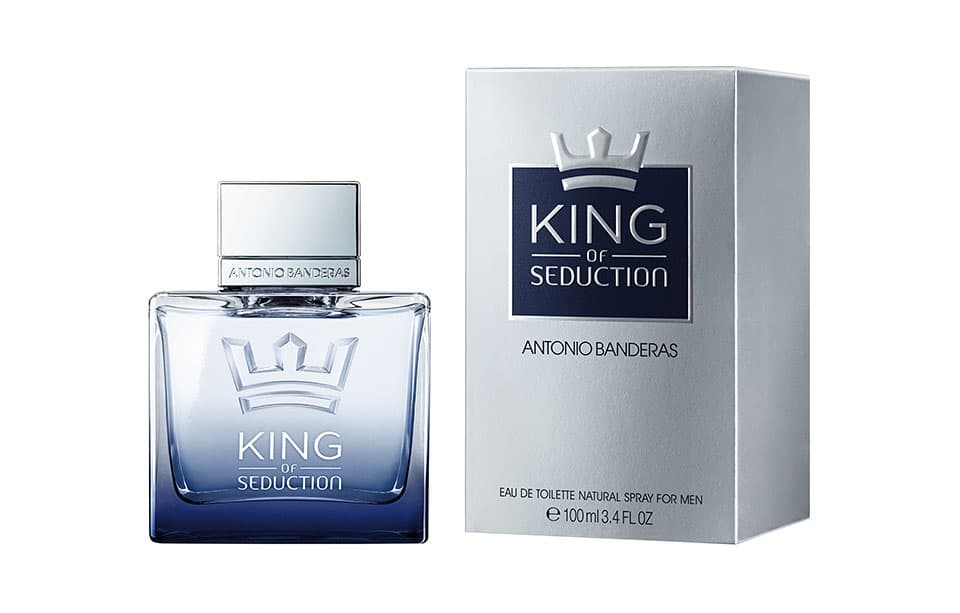 ANTONIO BANDERAS
KING
OF
SEDUCTION
KING
OF
SEDUCTION
ANTONIO BANDERAS
EAU DE TOILETTE NATURAL SPRAY FOR MEN
℮ 100 ml 3.4 FL OZ